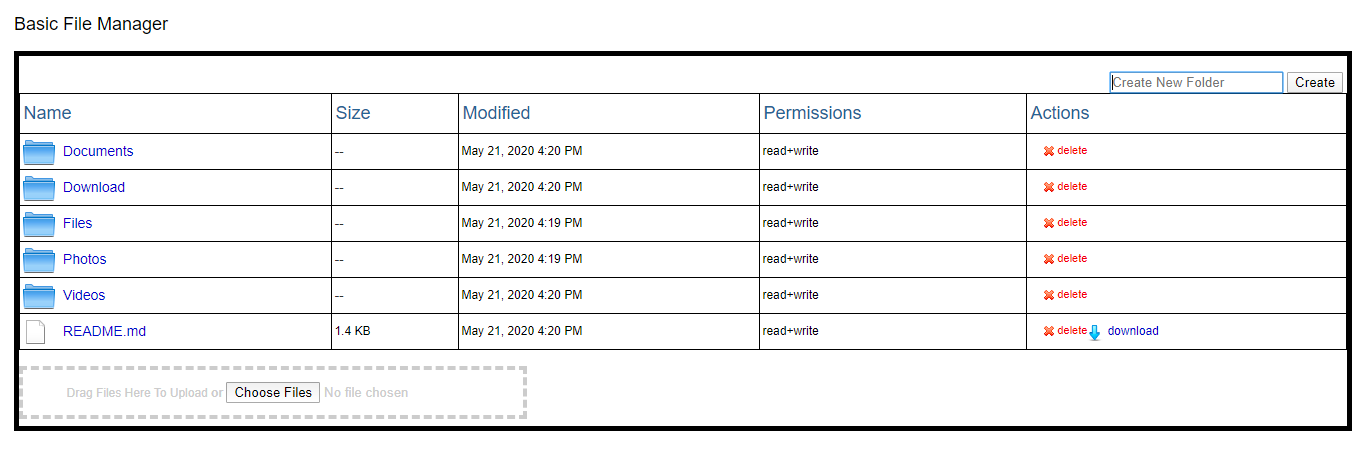 Basic File Manager
Create New Folder Create
Name Size Modified Permissions Actions
Documents -- May 21, 2020 4:20 PM read+write delete
Download -- May 21, 2020 4:20 PM read+write delete
Files -- May 21, 2020 4:19 PM read+write delete
Photos -- May 21, 2020 4:19 PM read+write delete
Videos -- May 21, 2020 4:20 PM read+write delete
README.md 1.4 KB May 21, 2020 4:20 PM read+write delete download
Drag Files Here To Upload or Choose Files No file chosen